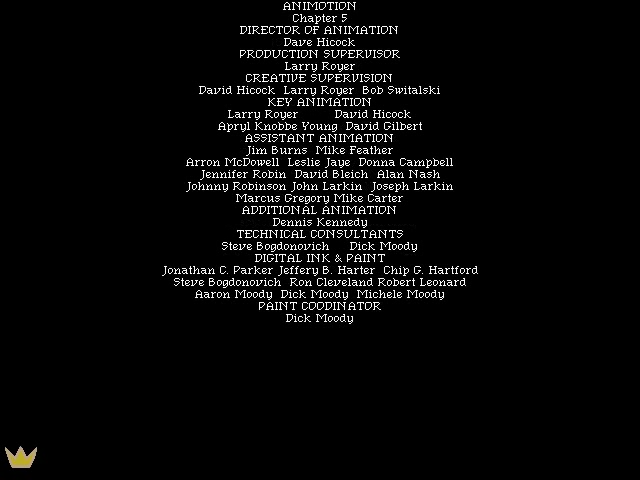 ANIMOTION
Chapter 5
DIRECTOR OF ANIMATION
Dave Hicock
PRODUCTION SUPERVISOR
Larry Royer
CREATIVE SUPERVISION
David Hicock Larry Royer Bob Switalski
KEY ANIMATION
Larry Royer David Hicock
Apryl Knobbe Young David Gilbert
ASSISTANT ANIMATION
Jim Burns Mike Feather
Arron McDowell Leslie Jaye Donna Campbell
Jennifer Robin David Bleich Alan Nash
Johnny Robinson John Larkin Joseph Larkin
Marcus Gregory Mike Carter
ADDITIONAL ANIMATION
Dennis Kennedy
TECHNICAL CONSULTANTS
Steve Bogdonovich Dick Moody
DIGITAL INK & PAINT
Jonathan C. Parker Jeffery B. Harter Chip G. Hartford
Steve Bogdonovich Ron Cleveland Robert Leonard
Aaron Moody Dick Moody Michele Moody
PAINT COODINATOR
Dick Moody